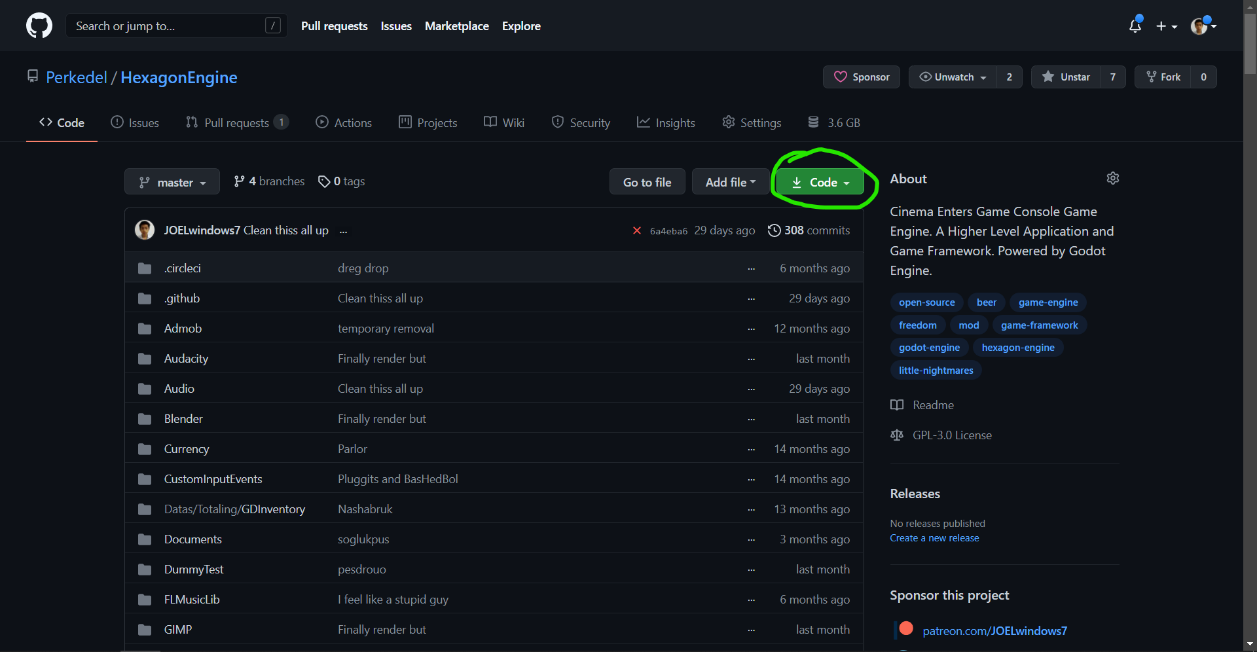 Search or jump to... /
Pull requests Issues Marketplace Explore
Perkedel / HexagonEngine
Sponsor Unwatch 2 Unstar 7 Fork 0
Code Issues Pull requests 1 Actions Projects Wiki Security Insights Settings 3.6 GB
master 4 branches 0 tags Go to file Add file Code
JOELwindows7 Clean thiss all up ... 6a4eba6 29 days ago 308 commits
.circleci dreg drop ... 6 months ago
.github Clean thiss all up ... 29 days ago
Admob temporary removal ... 12 months ago
Audacity Finally render but ... last month
Audio Clean thiss all up ... 29 days ago
Blender Finally render but ... last month
Currency Parlor ... 14 months ago
CustomInputEvents Pluggits and BasHedBol ... 14 months ago
Datas/Totaling/GDInventory Nashabruk ... 13 months ago
Documents soglukpus ... 3 months ago
DummyTest pesdrouo ... last month
FLMusicLib I feel like a stupid guy ... 6 months ago
GIMP Finally render but ... last month
About
Cinema Enters Game Console Game
Engine. A Higher Level Application and
Game Framework. Powered by Godot
Engine.
open-source beer game-engine
freedom mod game-framework
godot-engine hexagon-engine
little-nightmares
Readme
GPL-3.0 License
Releases
No releases published
Create a new release
Sponsor this project
patreon.com/JOELwindows7